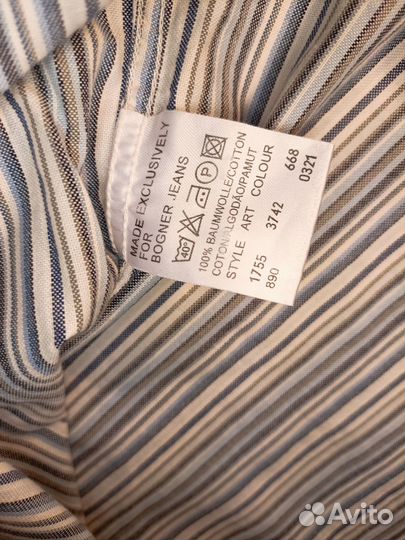 MADE EXCLUSIVELY
FOR
BOGNER JEANS
40°
P
100% BAUMWOLLE/COTTON
COTON/ALGODÃO/PAMUT
STYLE ART COLOUR
1755 3742 668
890 0321
Avito